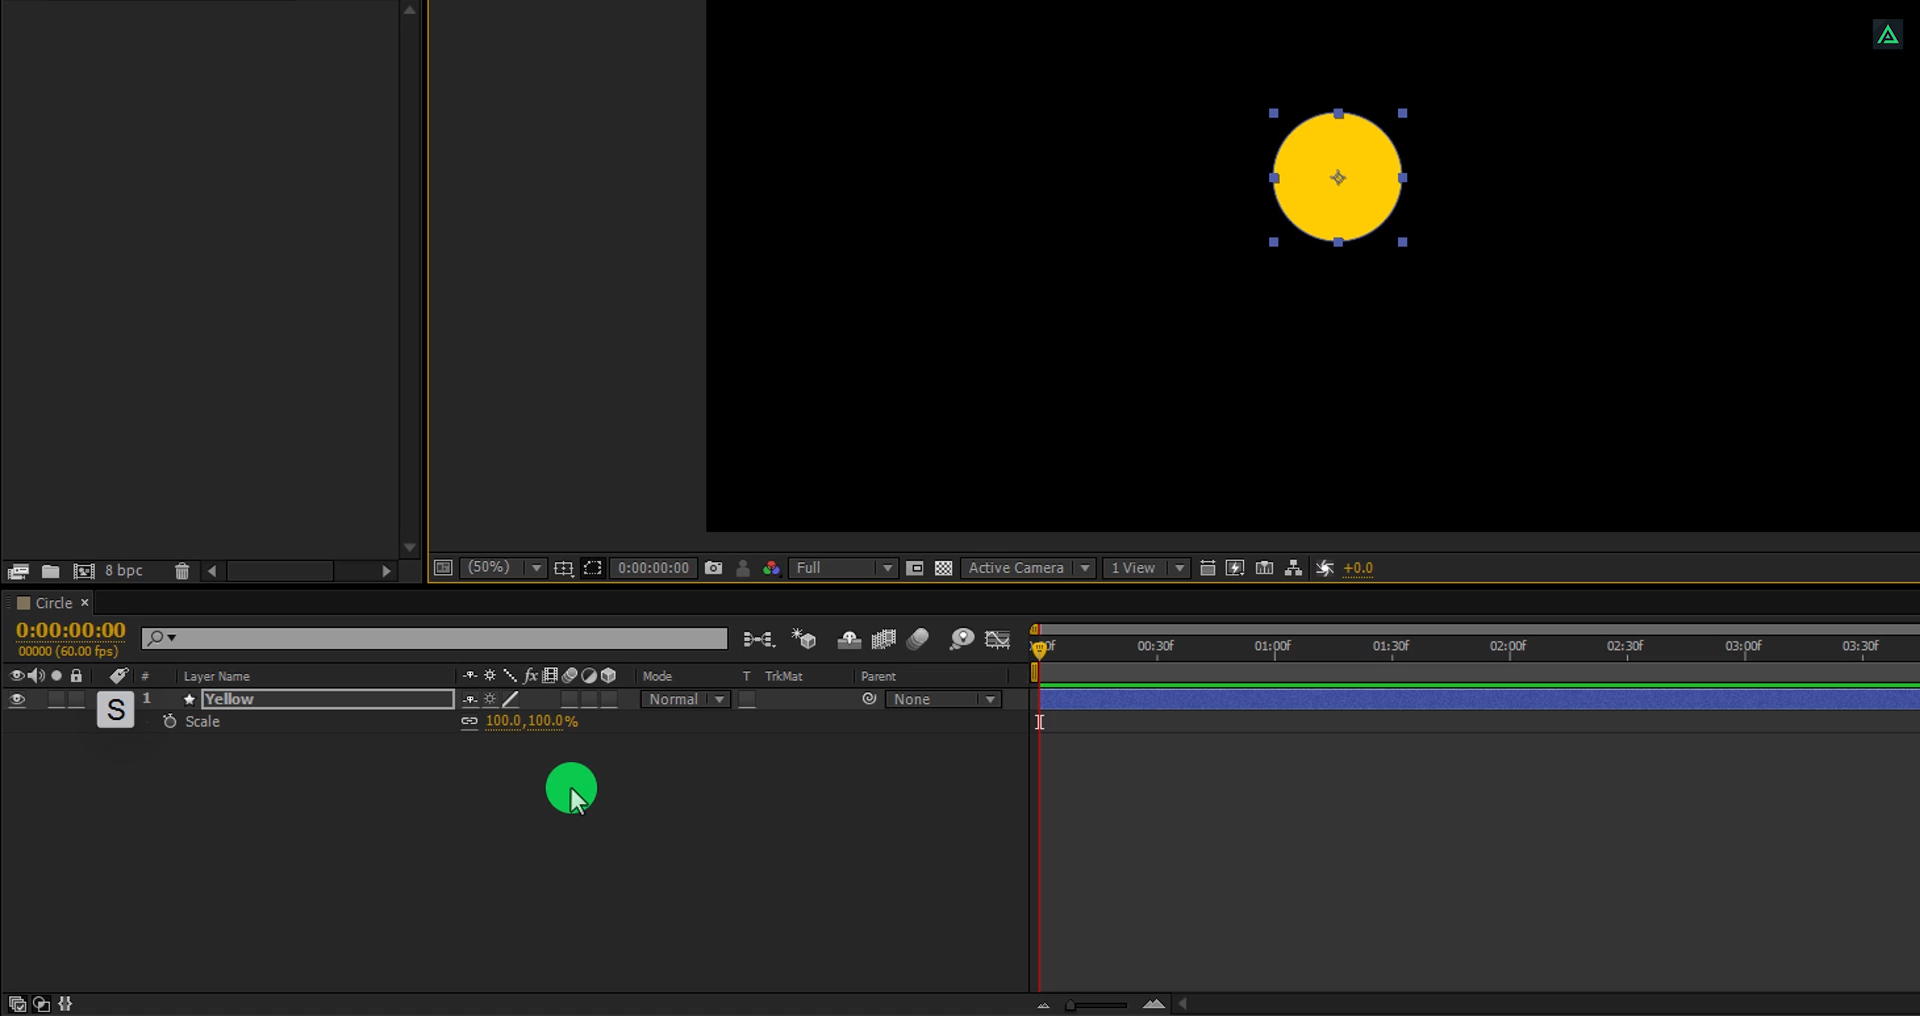 8 bpc
(50%) 0:00:00:00 Full Active Camera 1 View +0.0
Circle ×
0:00:00:00
00000 (60.00 fps)
00:30f 01:00f 01:30f 02:00f 02:30f 03:00f 03:30f
# Layer Name fx Mode T TrkMat Parent
S 1 Yellow Normal None
Scale 100.0,100.0%